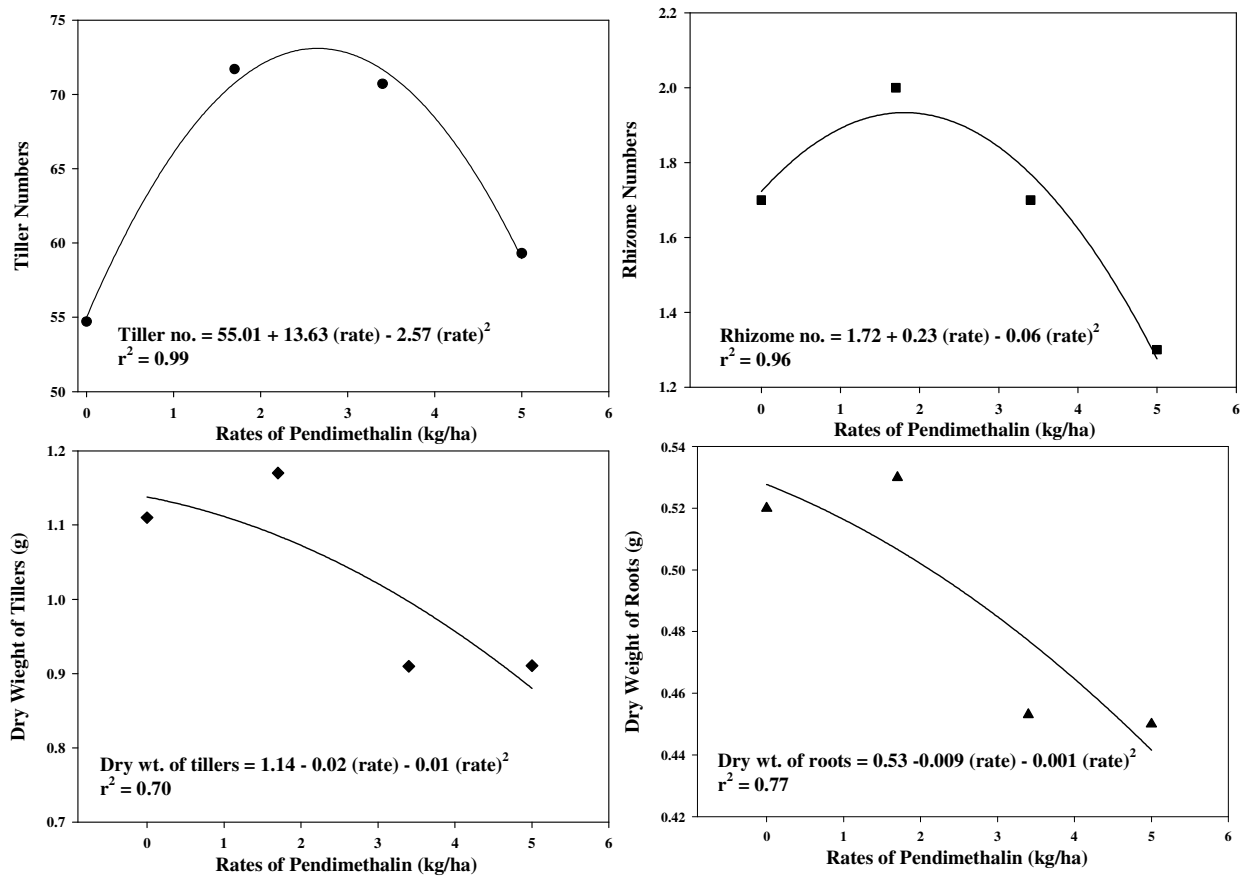 75
70
65
60
55
50
Tiller Numbers
Tiller no. = 55.01 + 13.63 (rate) - 2.57 (rate)²
r² = 0.99
0 1 2 3 4 5 6
Rates of Pendimethalin (kg/ha)
2.2
2.0
1.8
1.6
1.4
1.2
Rhizome Numbers
Rhizome no. = 1.72 + 0.23 (rate) - 0.06 (rate)²
r² = 0.96
0 1 2 3 4 5 6
Rates of Pendimethalin (kg/ha)
1.2
1.1
1.0
0.9
0.8
0.7
Dry Wieght of Tillers (g)
Dry wt. of tillers = 1.14 - 0.02 (rate) - 0.01 (rate)²
r² = 0.70
0 1 2 3 4 5 6
Rates of Pendimethalin (kg/ha)
0.54
0.52
0.50
0.48
0.46
0.44
0.42
Dry Weight of Roots (g)
Dry wt. of roots = 0.53 -0.009 (rate) - 0.001 (rate)²
r² = 0.77
0 1 2 3 4 5 6
Rates of Pendimethalin (kg/ha)